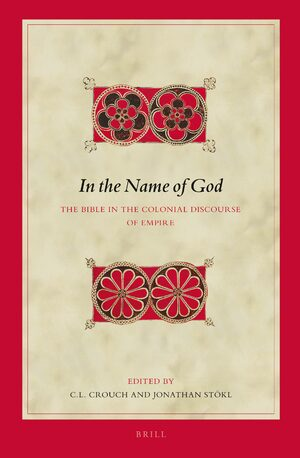 In the Name of God
THE BIBLE IN THE COLONIAL DISCOURSE
OF EMPIRE
EDITED BY
C.L. CROUCH AND JONATHAN STÖKL
BRILL